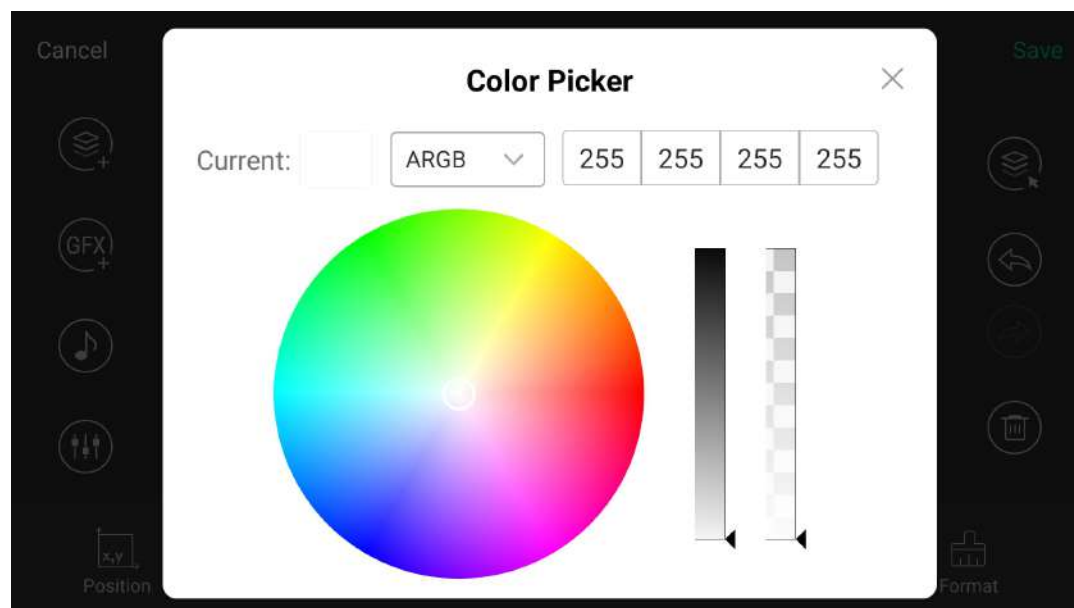 Cancel
Color Picker
Save
Current:
ARGB
255 255 255 255
GFX
x,y
Position
Format